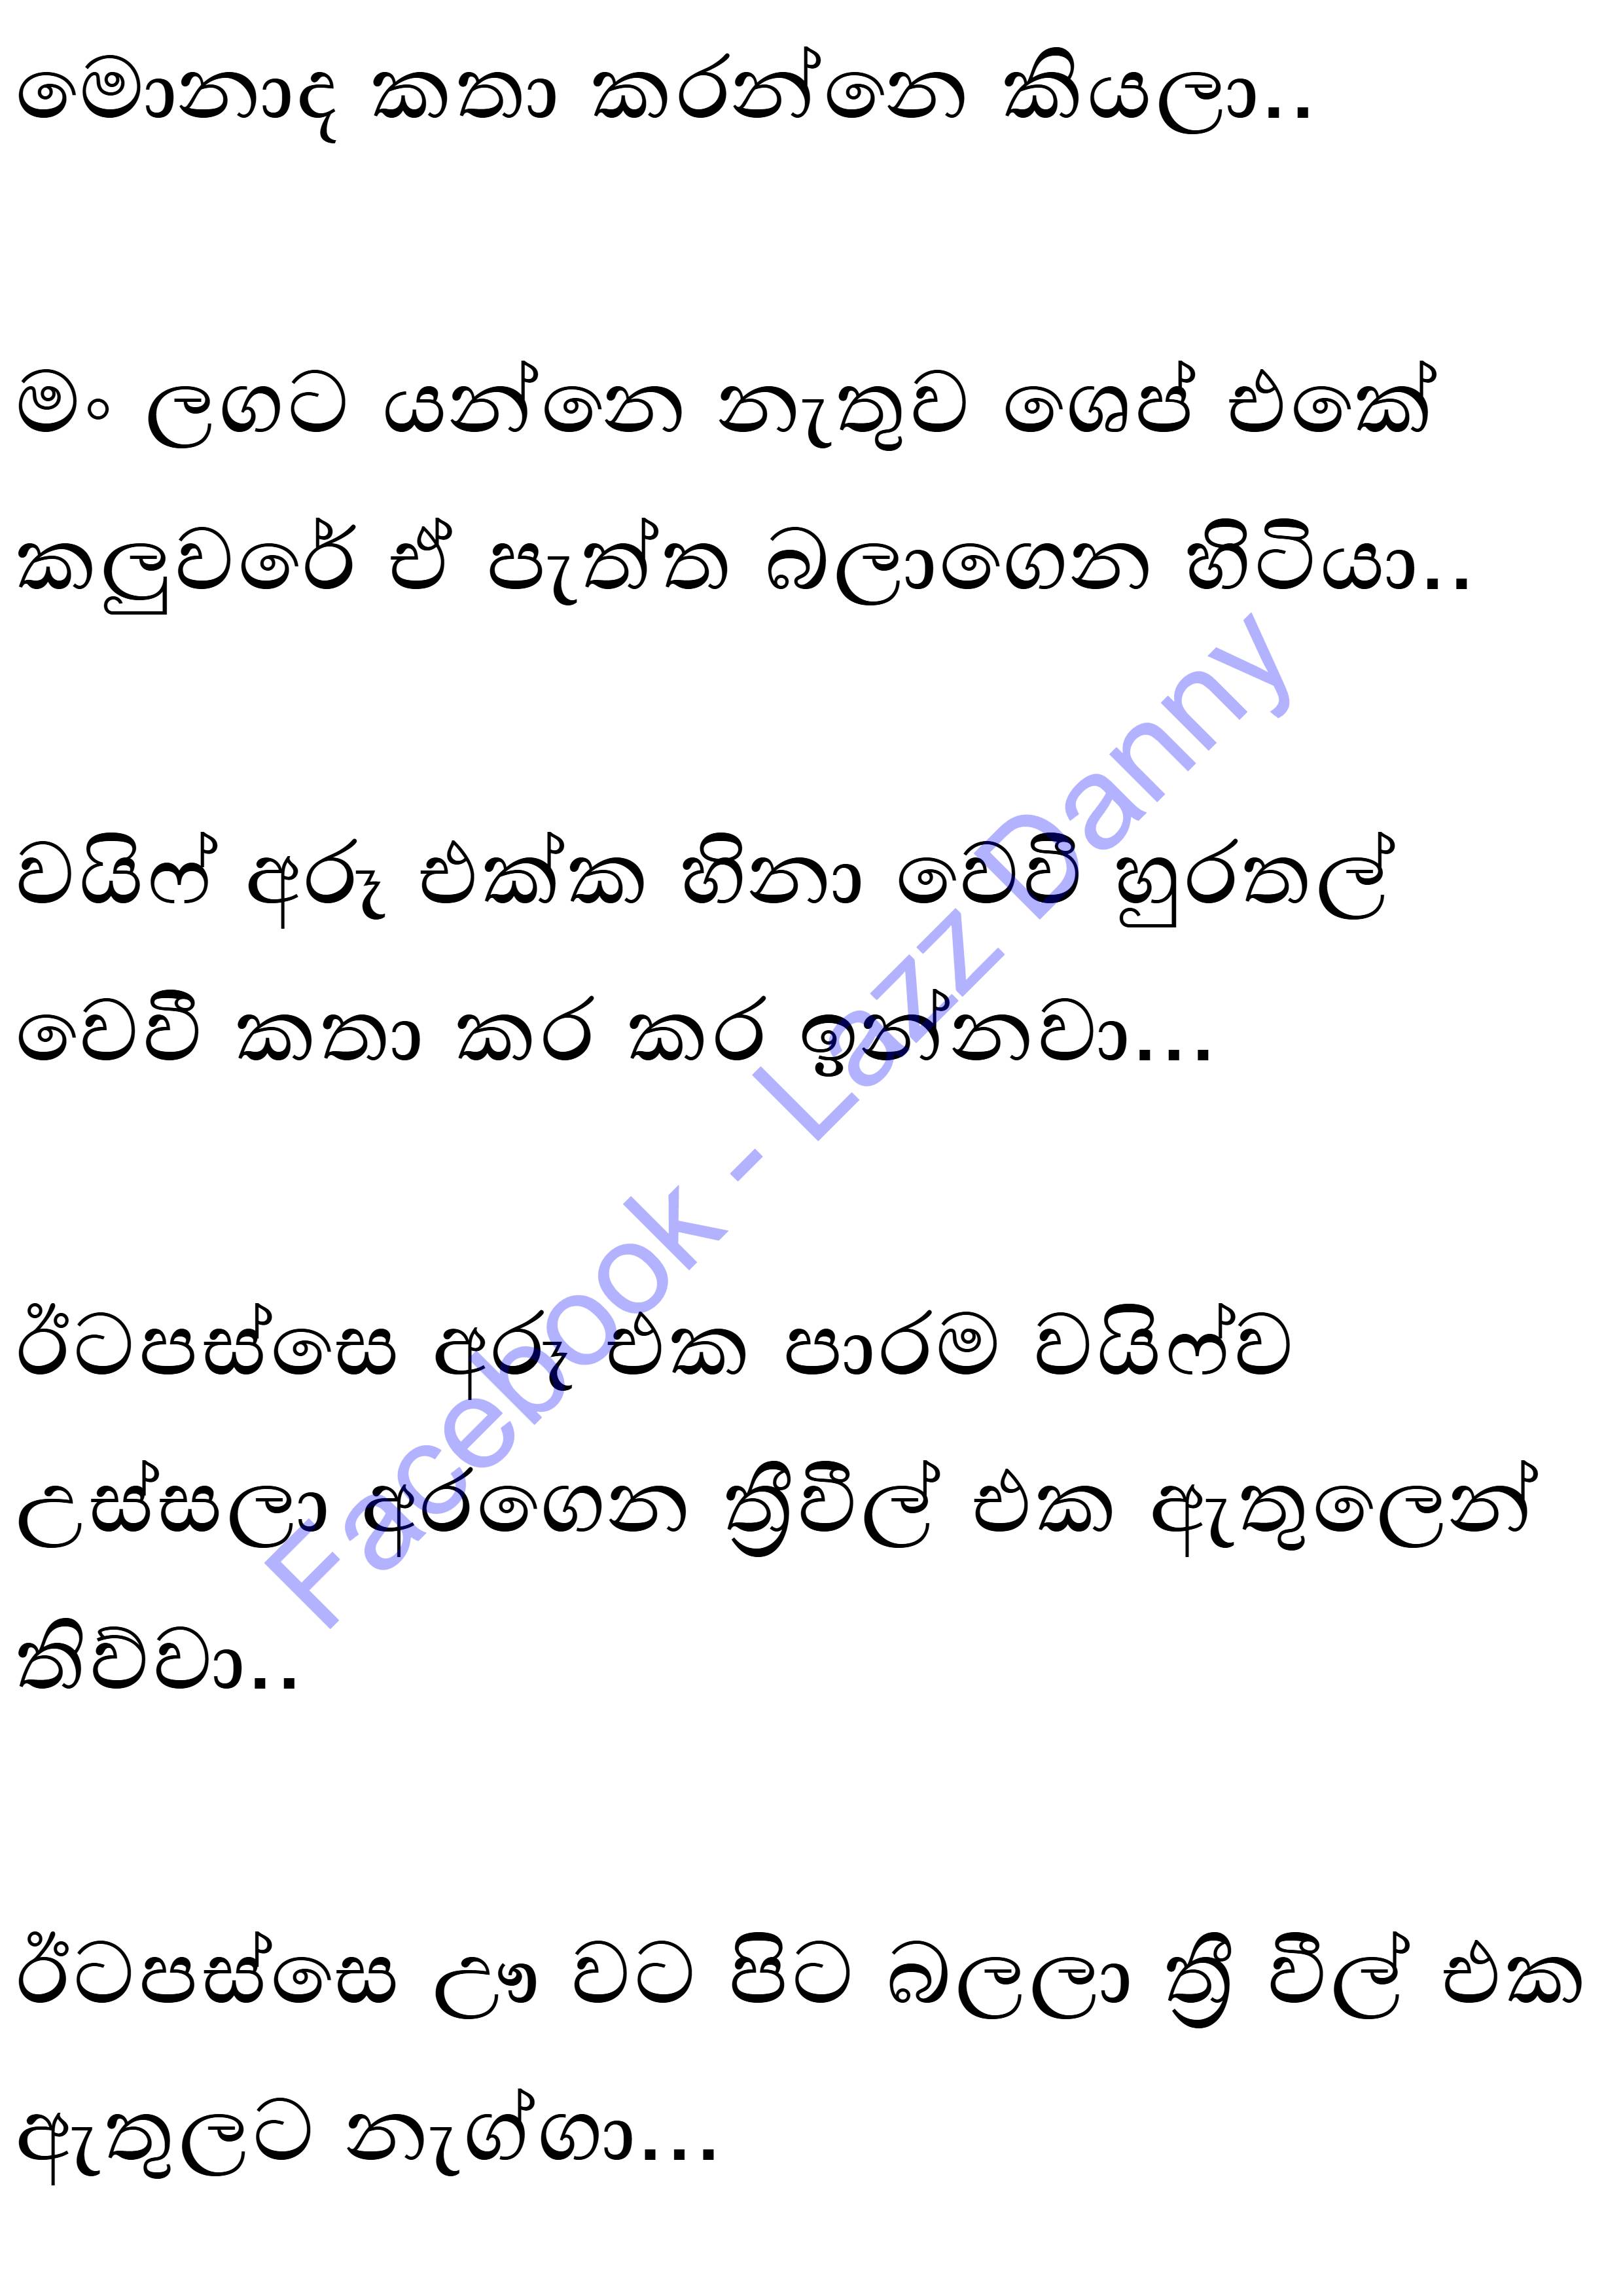 මොනාද කතා කරන්නෙ කියලා..
මං ලගට යන්නෙ නැතුව ශෙප් එකේ
කලුවරේ ඒ පැත්ත බලාගෙන හිටියා..
වයිෆ් අරූ එක්ක හිනා වෙවී හුරතල්
වෙවී කතා කර කර ඉන්නවා...
ඊටපස්සෙ අරූ එක පාරම වයිෆ්ව
උස්සලා අරගෙන ත්‍රීවීල් එක ඇතුලෙන්
තිව්වා..
ඊටපස්සෙ ඌ වට පිට බලලා ත්‍රී වීල් එක
ඇතුලට නැග්ගා...
Facebook - Lazz Danny